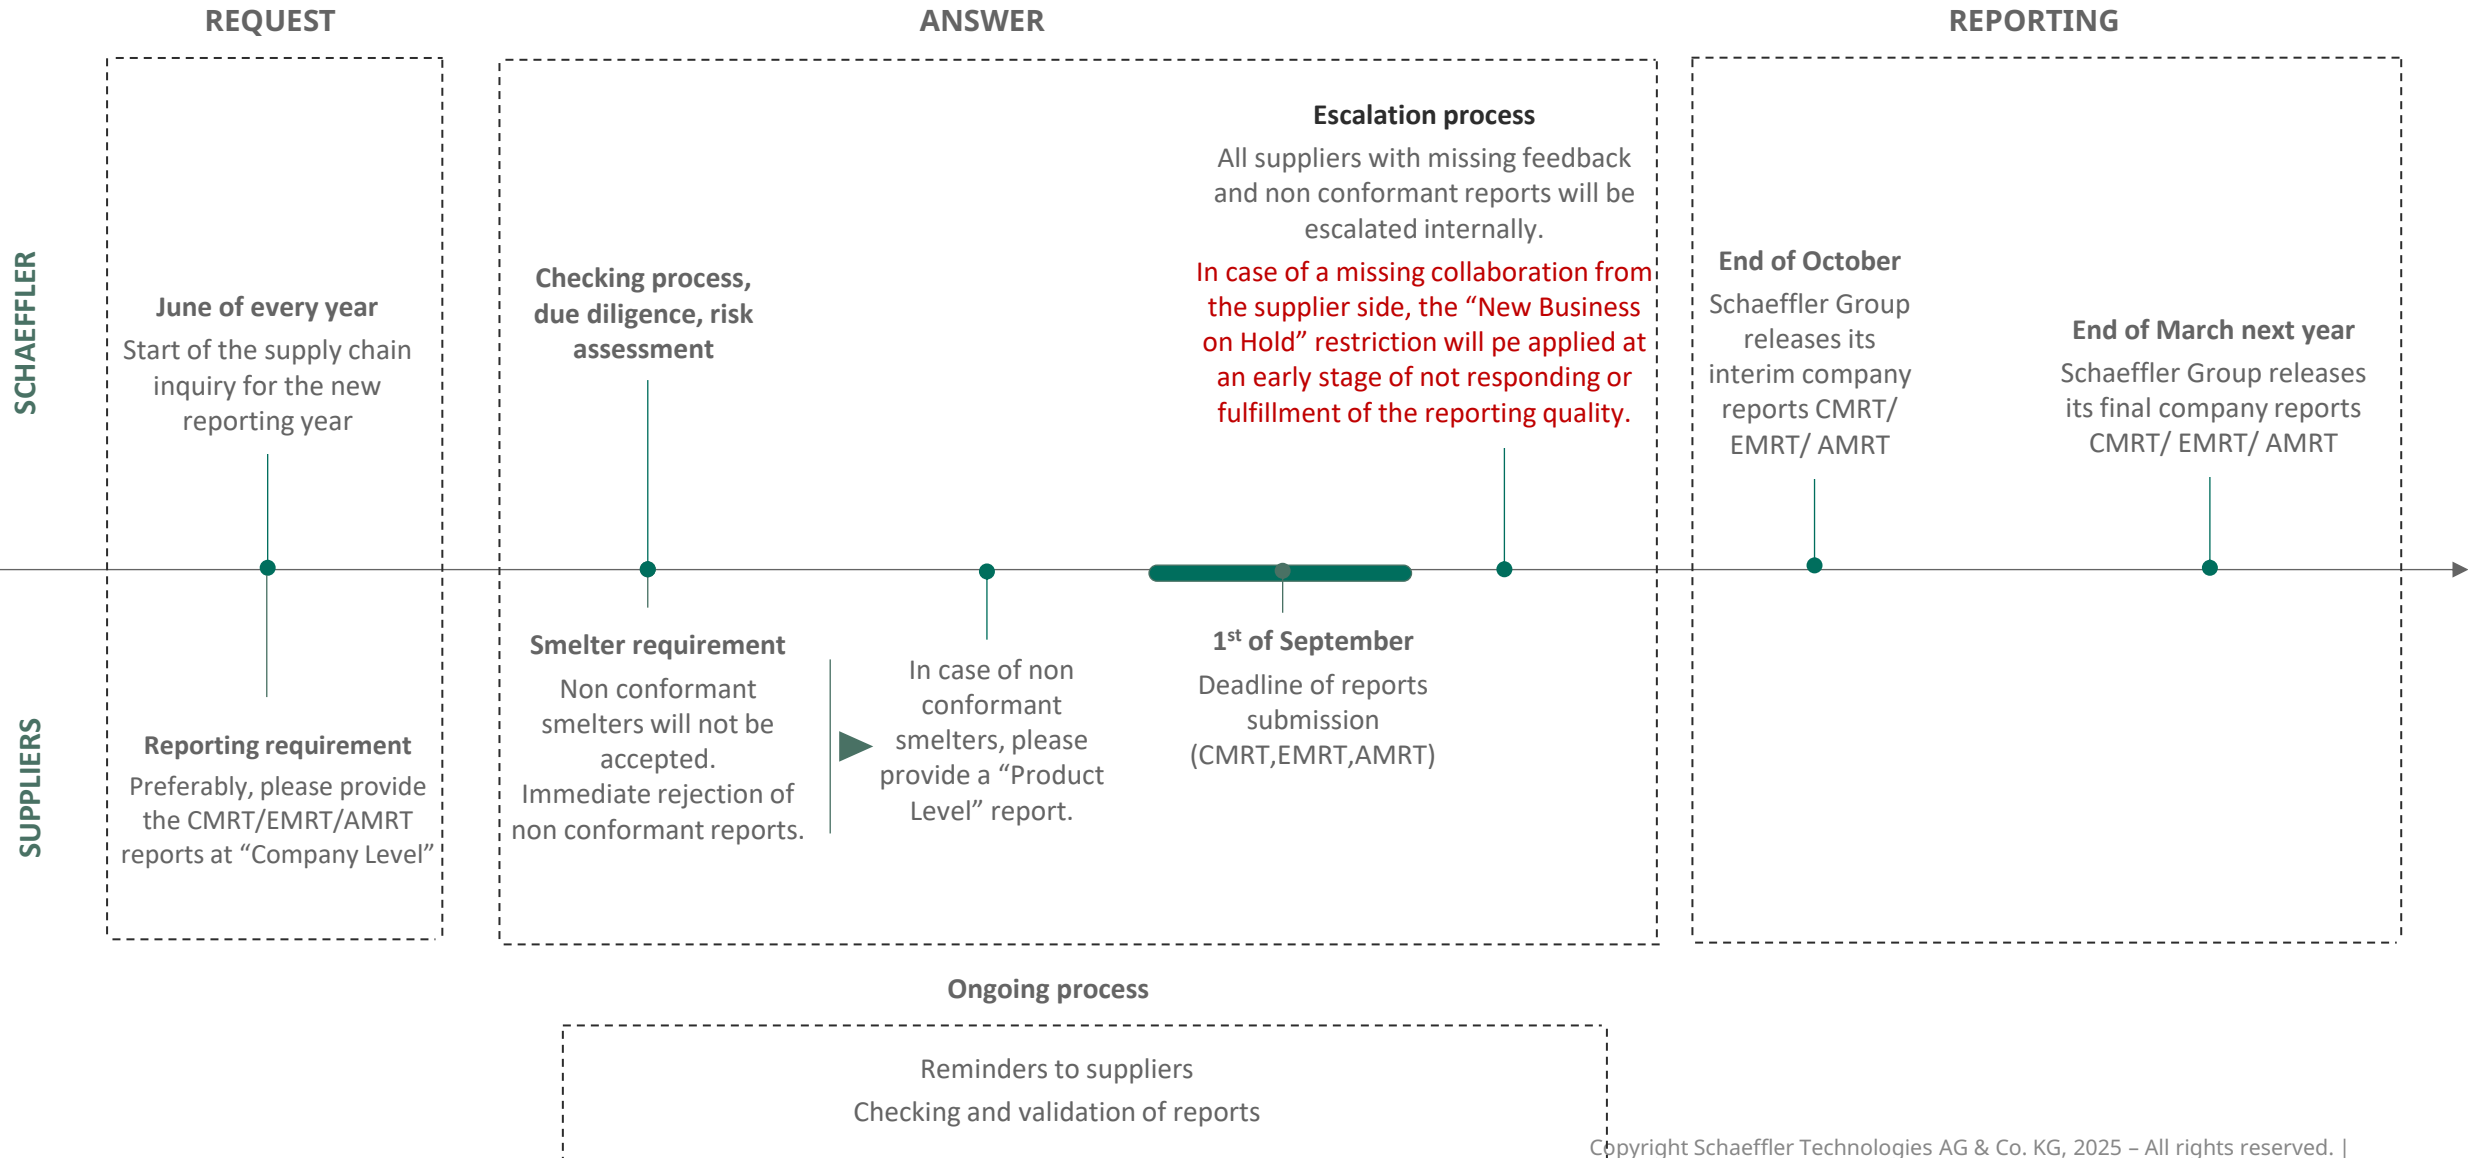 REQUEST
ANSWER
REPORTING
SCHAEFFLER
June of every year
Start of the supply chain
inquiry for the new
reporting year
Checking process,
due diligence, risk
assessment
Escalation process
All suppliers with missing feedback
and non conformant reports will be
escalated internally.
In case of a missing collaboration from
the supplier side, the “New Business
on Hold” restriction will pe applied at
an early stage of not responding or
fulfillment of the reporting quality.
End of October
Schaeffler Group
releases its
interim company
reports CMRT/
EMRT/ AMRT
End of March next year
Schaeffler Group releases
its final company reports
CMRT/ EMRT/ AMRT
SUPPLIERS
Reporting requirement
Preferably, please provide
the CMRT/EMRT/AMRT
reports at “Company Level”
Smelter requirement
Non conformant
smelters will not be
accepted.
Immediate rejection of
non conformant reports.
In case of non
conformant
smelters, please
provide a “Product
Level” report.
1st of September
Deadline of reports
submission
(CMRT,EMRT,AMRT)
Ongoing process
Reminders to suppliers
Checking and validation of reports
Copyright Schaeffler Technologies AG & Co. KG, 2025 – All rights reserved. |